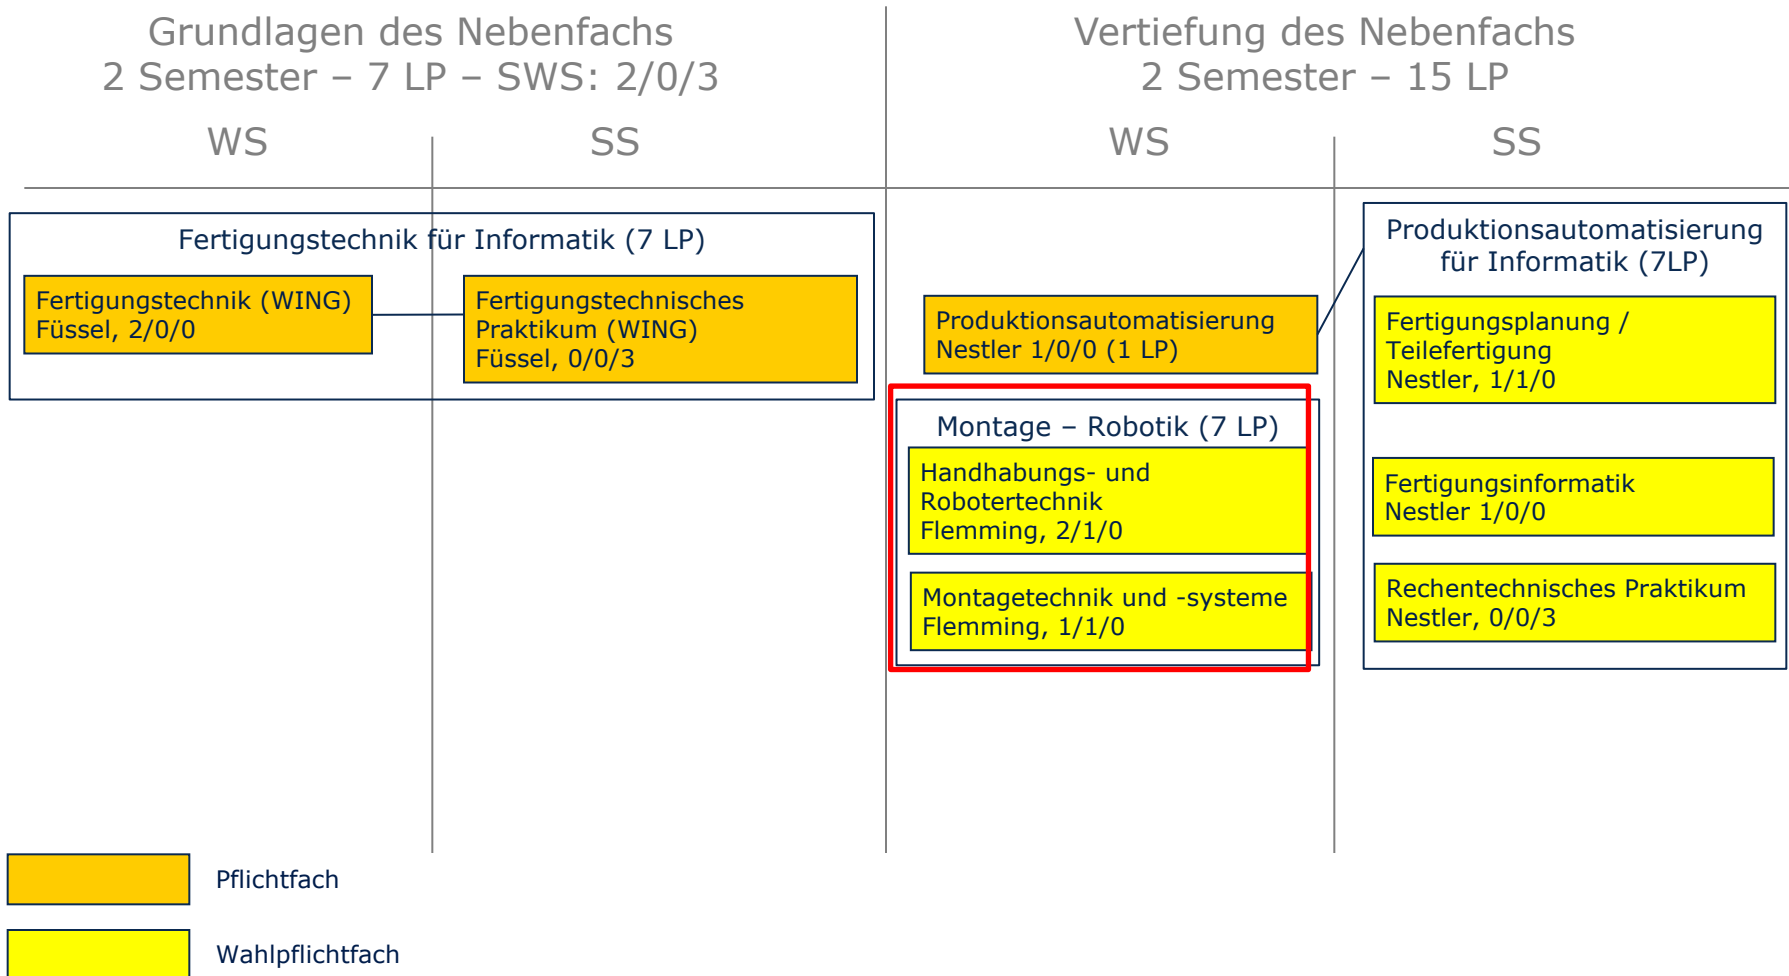 Grundlagen des Nebenfachs
2 Semester – 7 LP – SWS: 2/0/3
WS
SS
Fertigungstechnik für Informatik (7 LP)
Fertigungstechnik (WING)
Füssel, 2/0/0
Fertigungstechnisches
Praktikum (WING)
Füssel, 0/0/3
Vertiefung des Nebenfachs
2 Semester – 15 LP
WS
SS
Produktionsautomatisierung
Nestler 1/0/0 (1 LP)
Montage – Robotik (7 LP)
Handhabungs- und
Robotertechnik
Flemming, 2/1/0
Montagetechnik und -systeme
Flemming, 1/1/0
Produktionsautomatisierung
für Informatik (7LP)
Fertigungsplanung /
Teilefertigung
Nestler, 1/1/0
Fertigungsinformatik
Nestler 1/0/0
Rechentechnisches Praktikum
Nestler, 0/0/3
Pflichtfach
Wahlpflichtfach